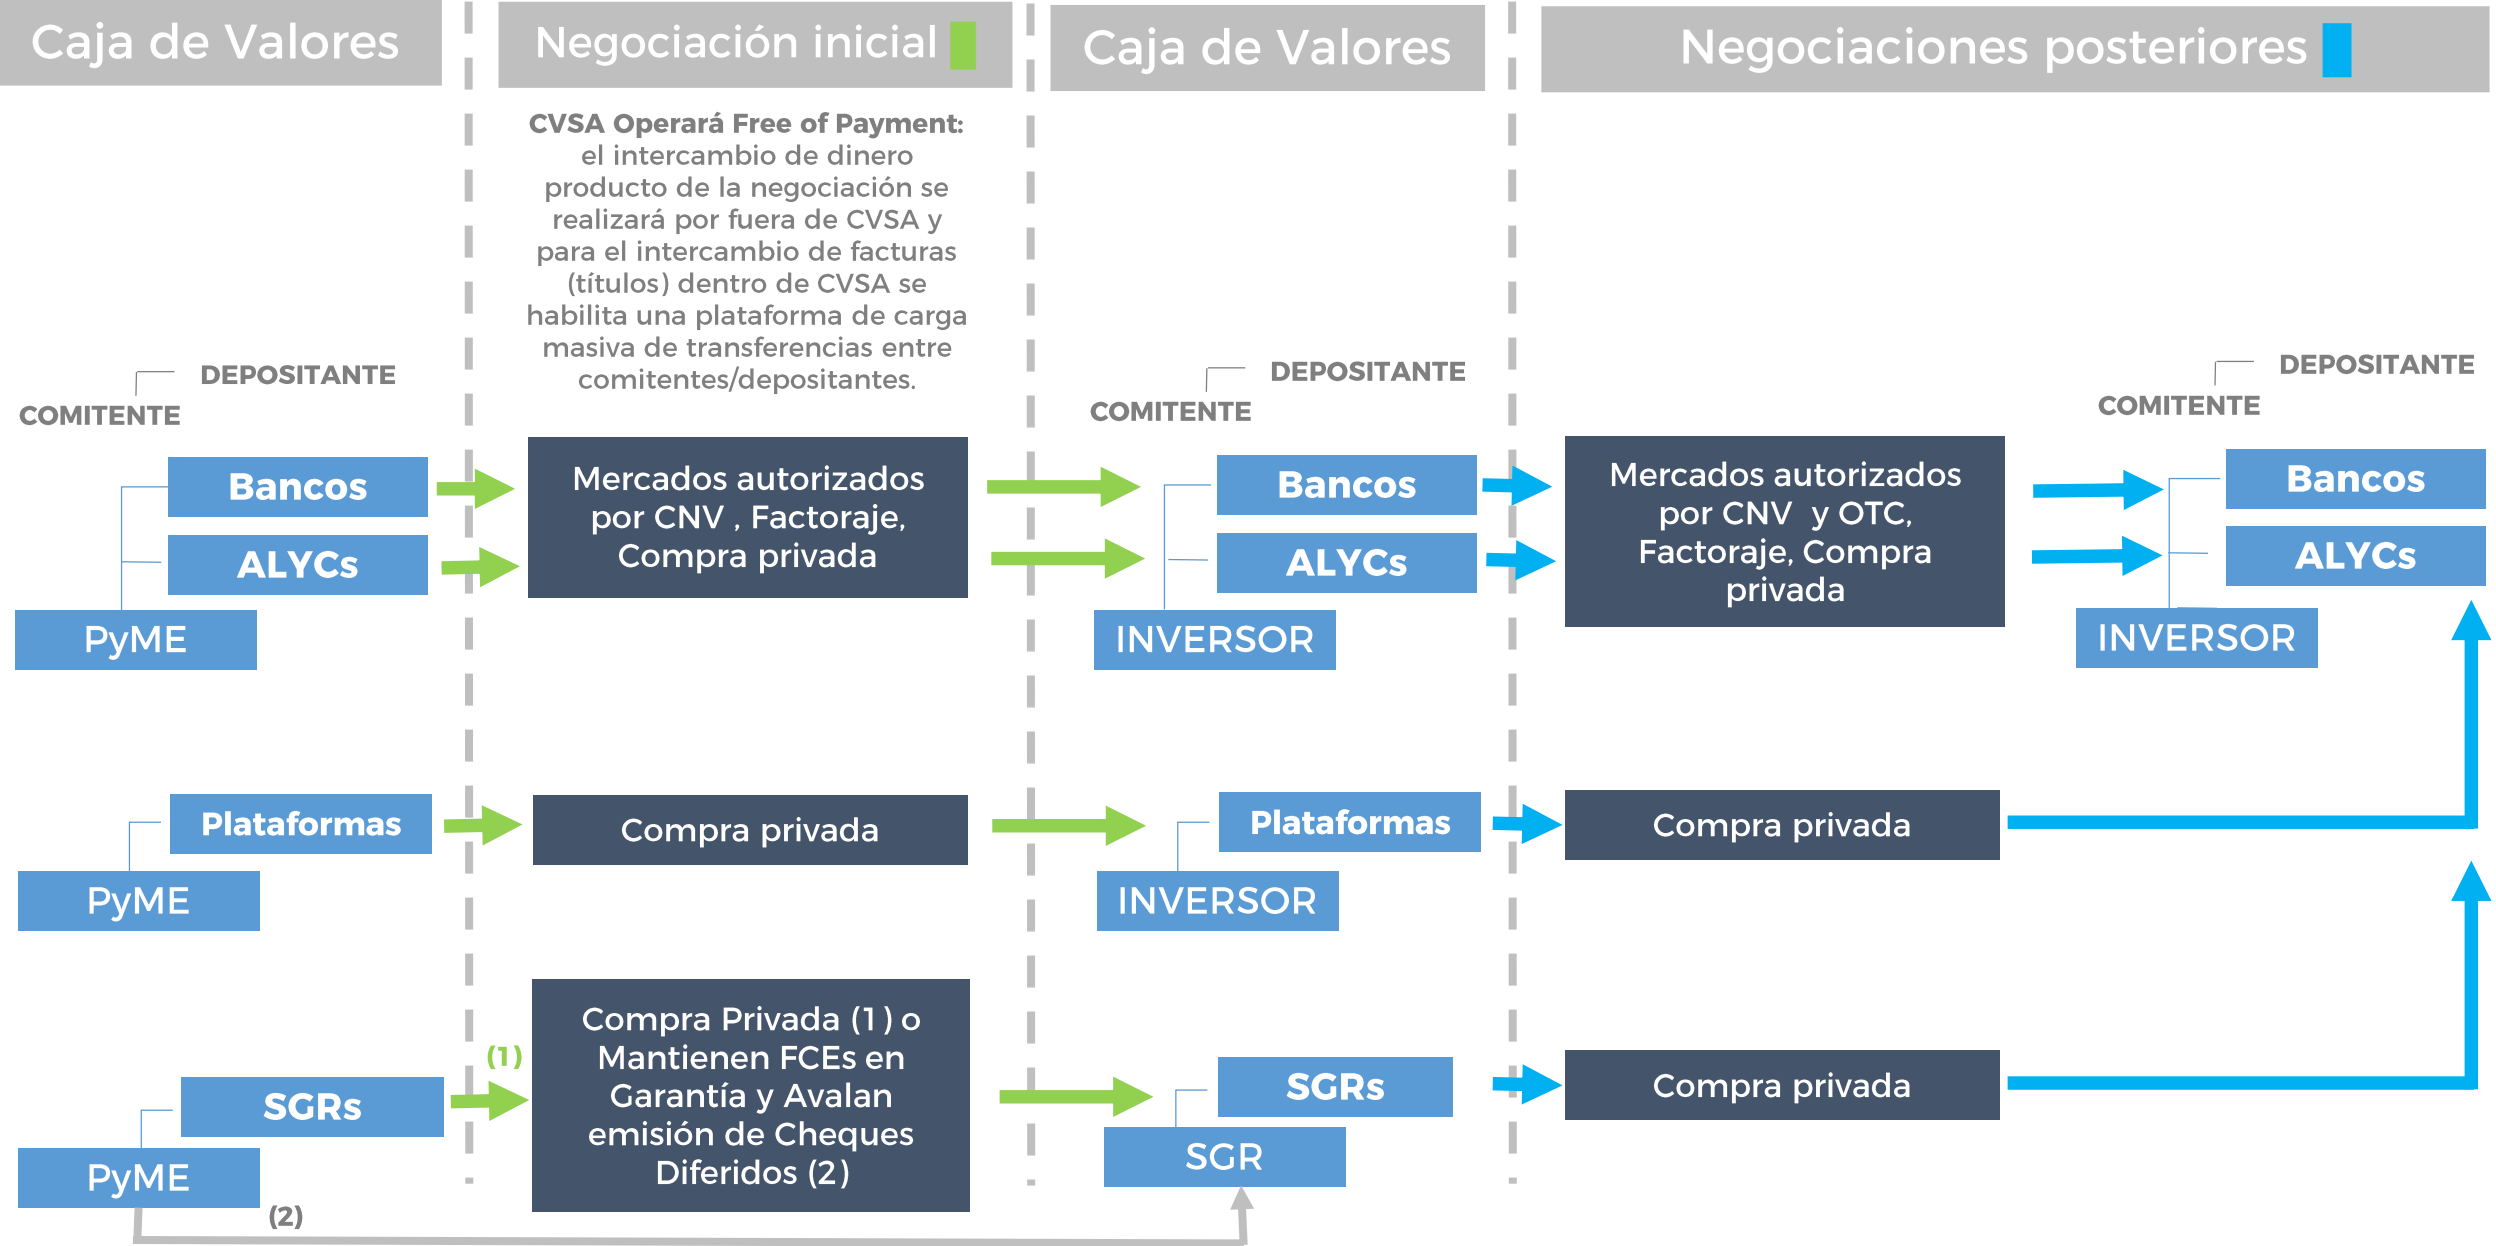 Caja de Valores
Negociación inicial
Caja de Valores
Negociaciones posteriores
CVSA Operará Free of Payment:
el intercambio de dinero
producto de la negociación se
realizará por fuera de CVSA y
para el intercambio de facturas
(títulos) dentro de CVSA se
habilita una plataforma de carga
masiva de transferencias entre
comitentes/depositantes.
DEPOSITANTE
COMITENTE
Bancos
ALYCs
PyME
Mercados autorizados
por CNV , Factoraje,
Compra privada
DEPOSITANTE
COMITENTE
Bancos
ALYCs
INVERSOR
Mercados autorizados
por CNV y OTC,
Factoraje, Compra
privada
DEPOSITANTE
COMITENTE
Bancos
ALYCs
INVERSOR
Plataformas
PyME
Compra privada
Plataformas
INVERSOR
Compra privada
SGRs
PyME
(1)
(2)
Compra Privada (1 ) o
Mantienen FCEs en
Garantía y Avalan
emisión de Cheques
Diferidos (2)
SGRs
SGR
Compra privada